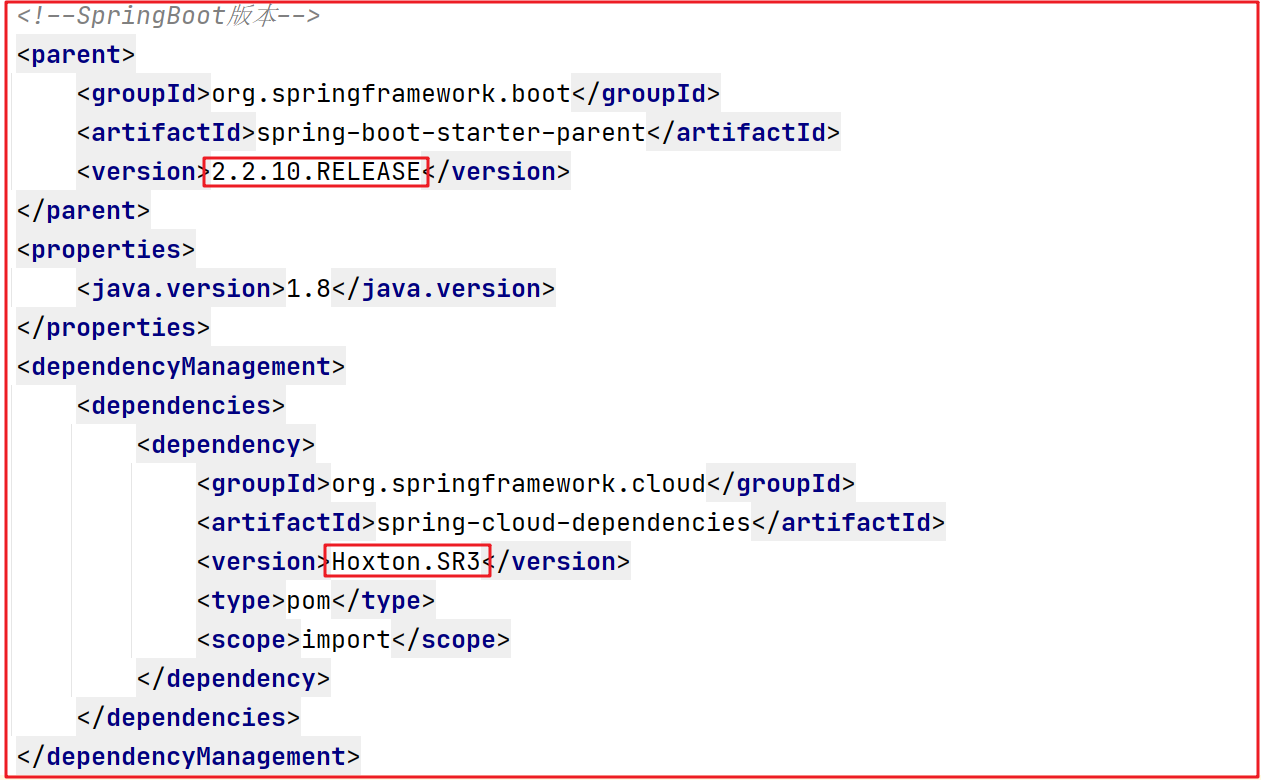 <!--SpringBoot版本-->
<parent>
    <groupId>org.springframework.boot</groupId>
    <artifactId>spring-boot-starter-parent</artifactId>
    <version>2.2.10.RELEASE</version>
</parent>
<properties>
    <java.version>1.8</java.version>
</properties>
<dependencyManagement>
    <dependencies>
        <dependency>
            <groupId>org.springframework.cloud</groupId>
            <artifactId>spring-cloud-dependencies</artifactId>
            <version>Hoxton.SR3</version>
            <type>pom</type>
            <scope>import</scope>
        </dependency>
    </dependencies>
</dependencyManagement>